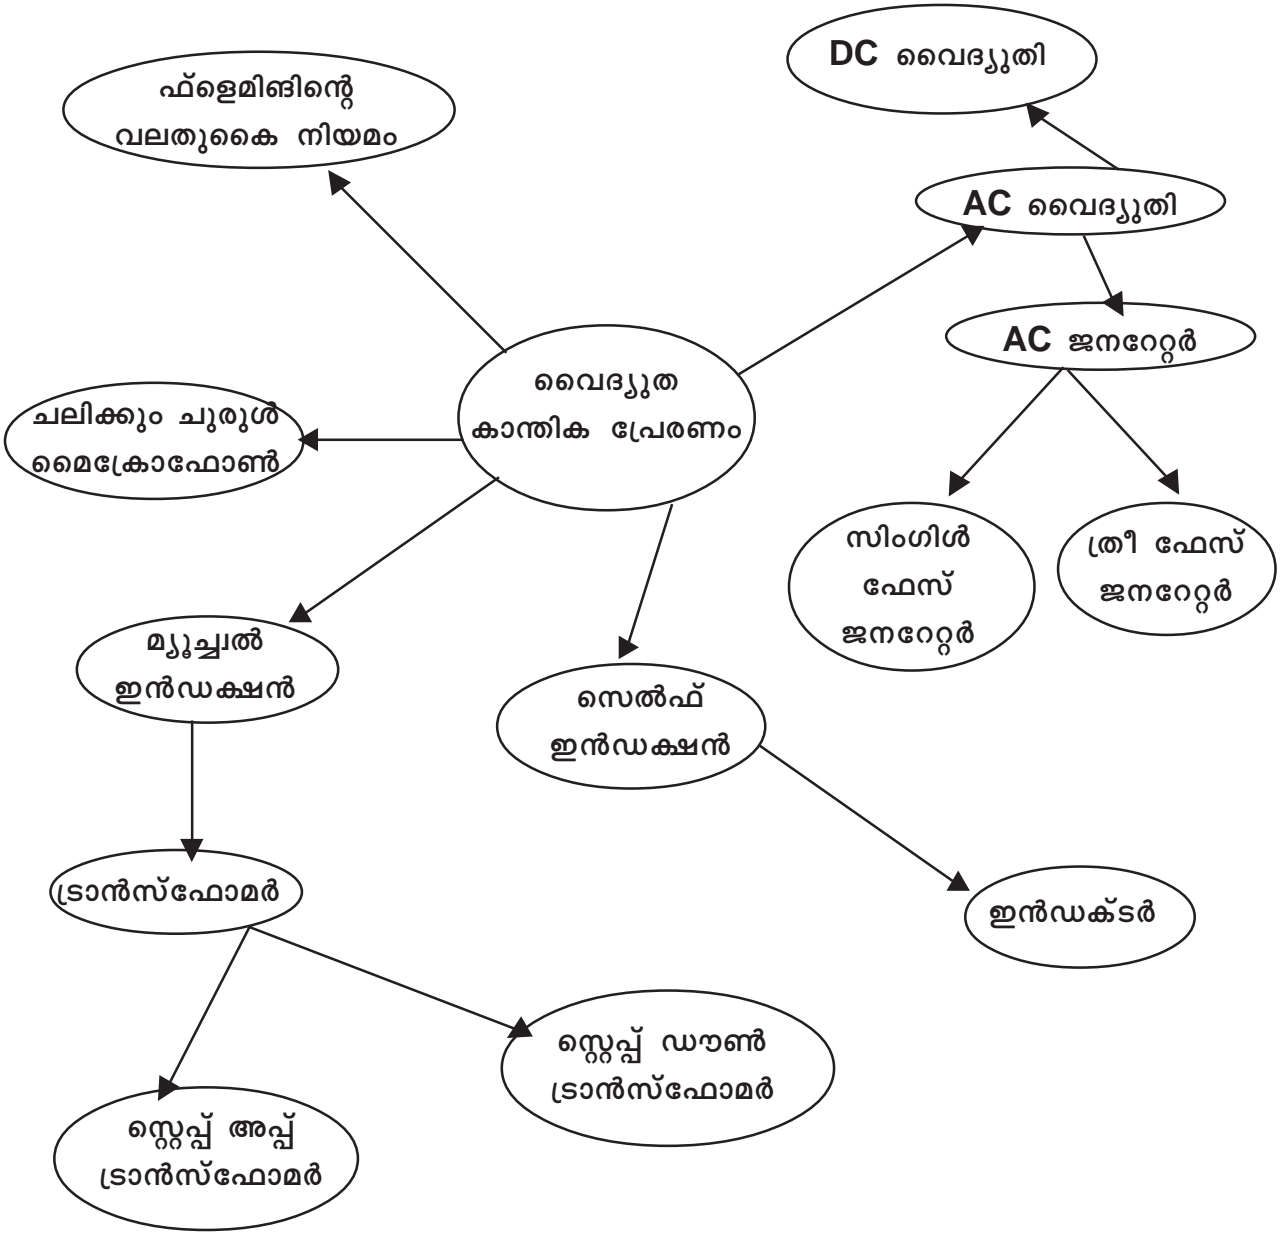 DC വൈദ്യുതി
ഫ്ളെമിങിന്റെ
വലതുകൈ നിയമം
AC വൈദ്യുതി
AC ജനറേറ്റർ
വൈദ്യുത
കാന്തിക പ്രേരണം
ചലിക്കും ചുരുൾ
മൈക്രോഫോൺ
സിംഗിൾ
ഫേസ്
ജനറേറ്റർ
ത്രീ ഫേസ്
ജനറേറ്റർ
മ്യൂച്ച്വൽ
ഇൻഡക്ഷൻ
സെൽഫ്
ഇൻഡക്ഷൻ
ട്രാൻസ്ഫോമർ
ഇൻഡക്ടർ
സ്റ്റെപ്പ് ഡൗൺ
ട്രാൻസ്ഫോമർ
സ്റ്റെപ്പ് അപ്പ്
ട്രാൻസ്ഫോമർ